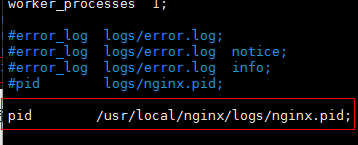 worker_processes  1;
#error_log  logs/error.log;
#error_log  logs/error.log  notice;
#error_log  logs/error.log  info;
#pid        logs/nginx.pid;
pid        /usr/local/nginx/logs/nginx.pid;